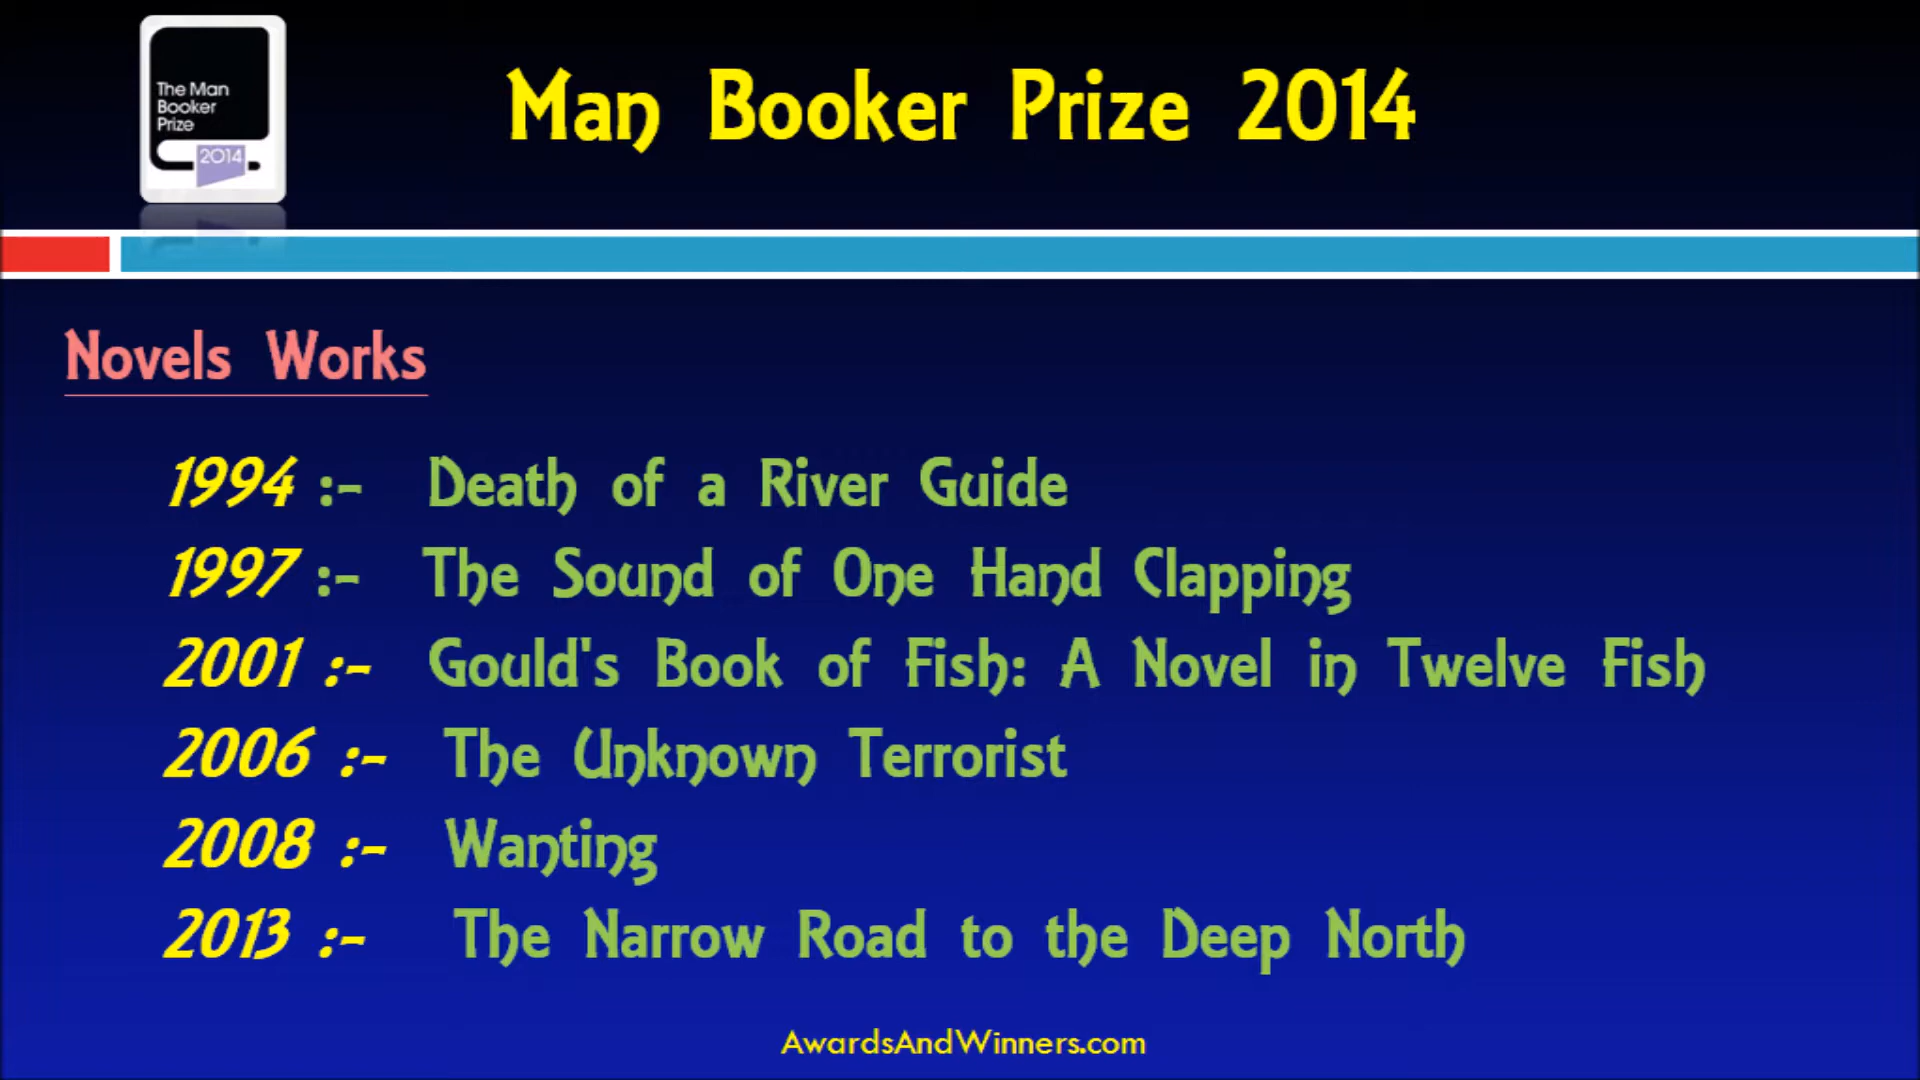 The Man
Booker
Prize
2014
Man Booker Prize 2014
Novels Works
1994 :- Death of a River Guide
1997 :- The Sound of One Hand Clapping
2001 :- Gould's Book of Fish: A Novel in Twelve Fish
2006 :- The Unknown Terrorist
2008 :- Wanting
2013 :- The Narrow Road to the Deep North
AwardsAndWinners.com